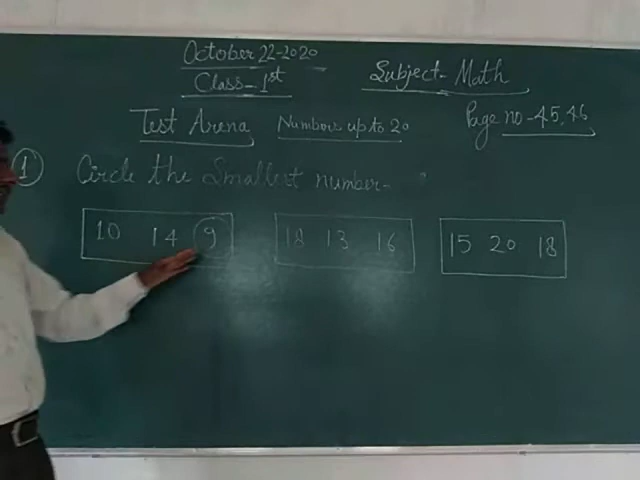 October 22-2020
Class - 1st
Subject - Math
Test Arena
Numbers up to 20
Page no - 45, 46
1 Circle the Smallest number -
10 14 9
18 13 16
15 20 18